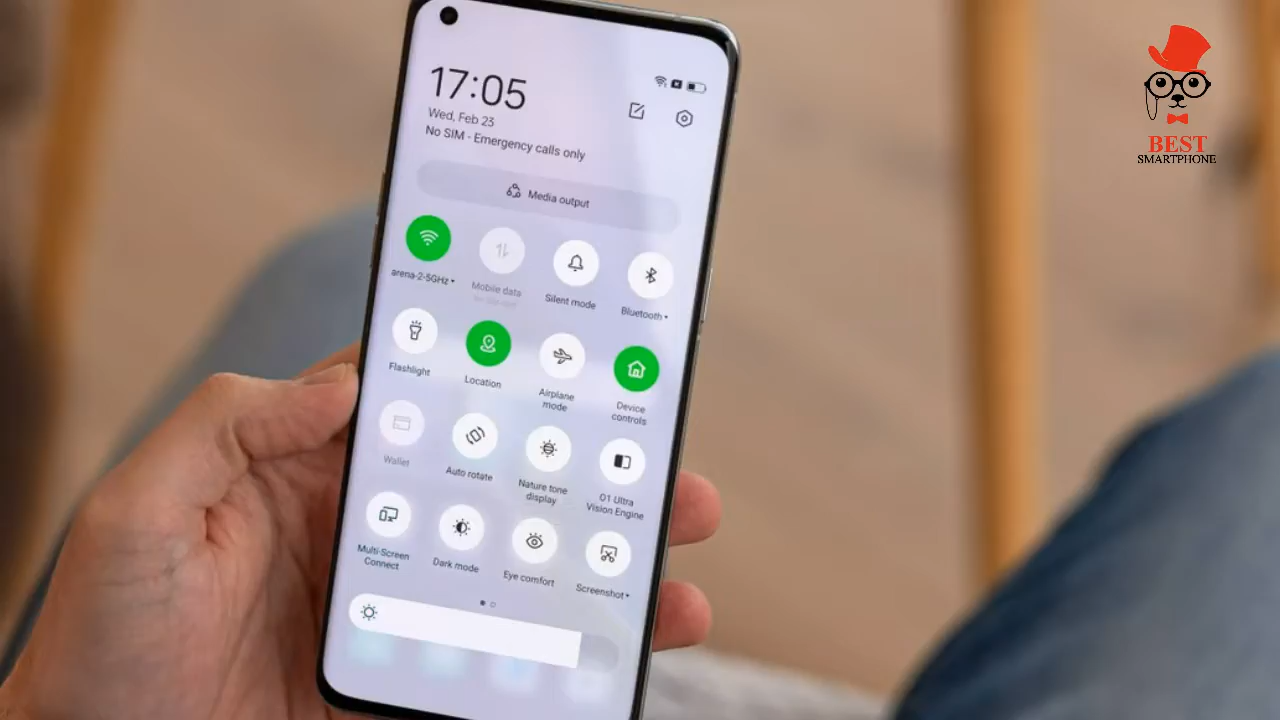 17:05
Wed, Feb 23
No SIM - Emergency calls only
Media output
arena-2-5GHz
Mobile data
Silent mode
Bluetooth
Flashlight
Location
Airplane
mode
Device
controls
Wallet
Auto rotate
Nature tone
display
O1 Ultra
Vision Engine
Multi-Screen
Connect
Dark mode
Eye comfort
Screenshot
BEST
SMARTPHONE